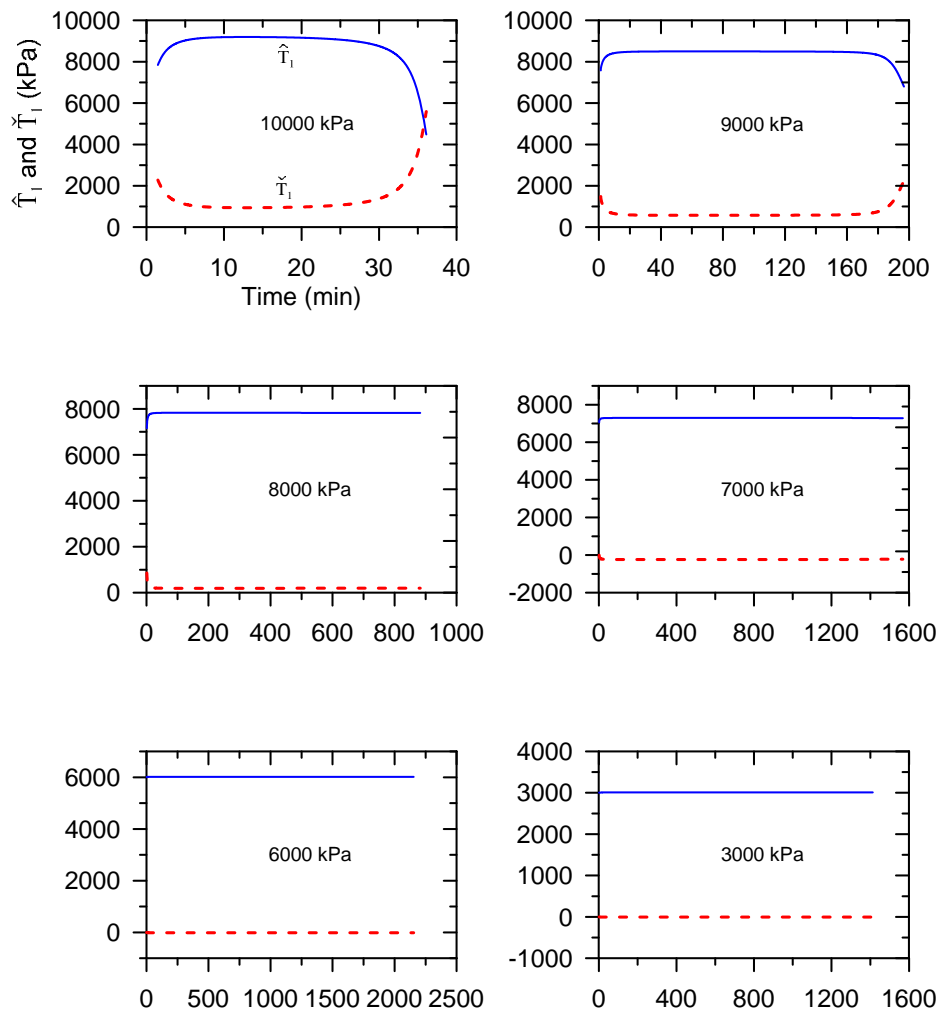 T̂₁ and Ť₁ (kPa)
10000
8000
6000
4000
2000
0
T̂₁
10000 kPa
Ť₁
0 10 20 30 40
Time (min)
10000
8000
6000
4000
2000
0
9000 kPa
0 40 80 120 160 200
8000
6000
4000
2000
0
8000 kPa
0 200 400 600 800 1000
8000
6000
4000
2000
0
-2000
7000 kPa
0 400 800 1200 1600
6000
4000
2000
0
6000 kPa
0 500 1000 1500 2000 2500
4000
3000
2000
1000
0
-1000
3000 kPa
0 400 800 1200 1600